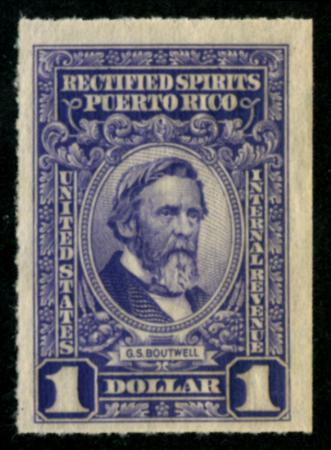 RECTIFIED SPIRITS
PUERTO RICO
UNITED STATES
INTERNAL REVENUE
G.S. BOUTWELL
1 DOLLAR 1